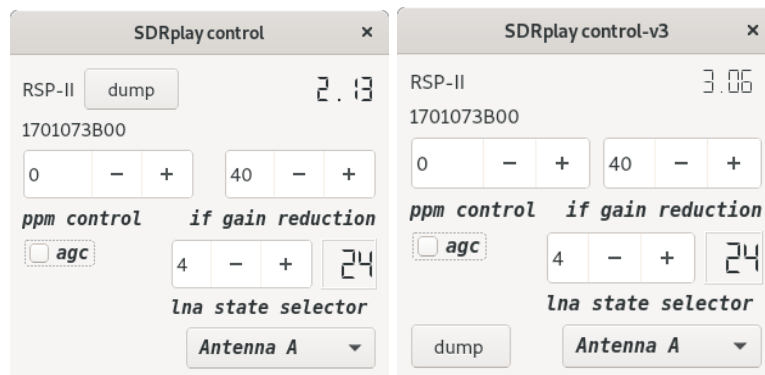 SDRplay control ×
RSP-II dump 2.13
1701073B00
0 − + 40 − +
ppm control if gain reduction
agc 4 − + 24
lna state selector
Antenna A
SDRplay control-v3 ×
RSP-II 3.06
1701073B00
0 − + 40 − +
ppm control if gain reduction
agc 4 − + 24
lna state selector
dump Antenna A